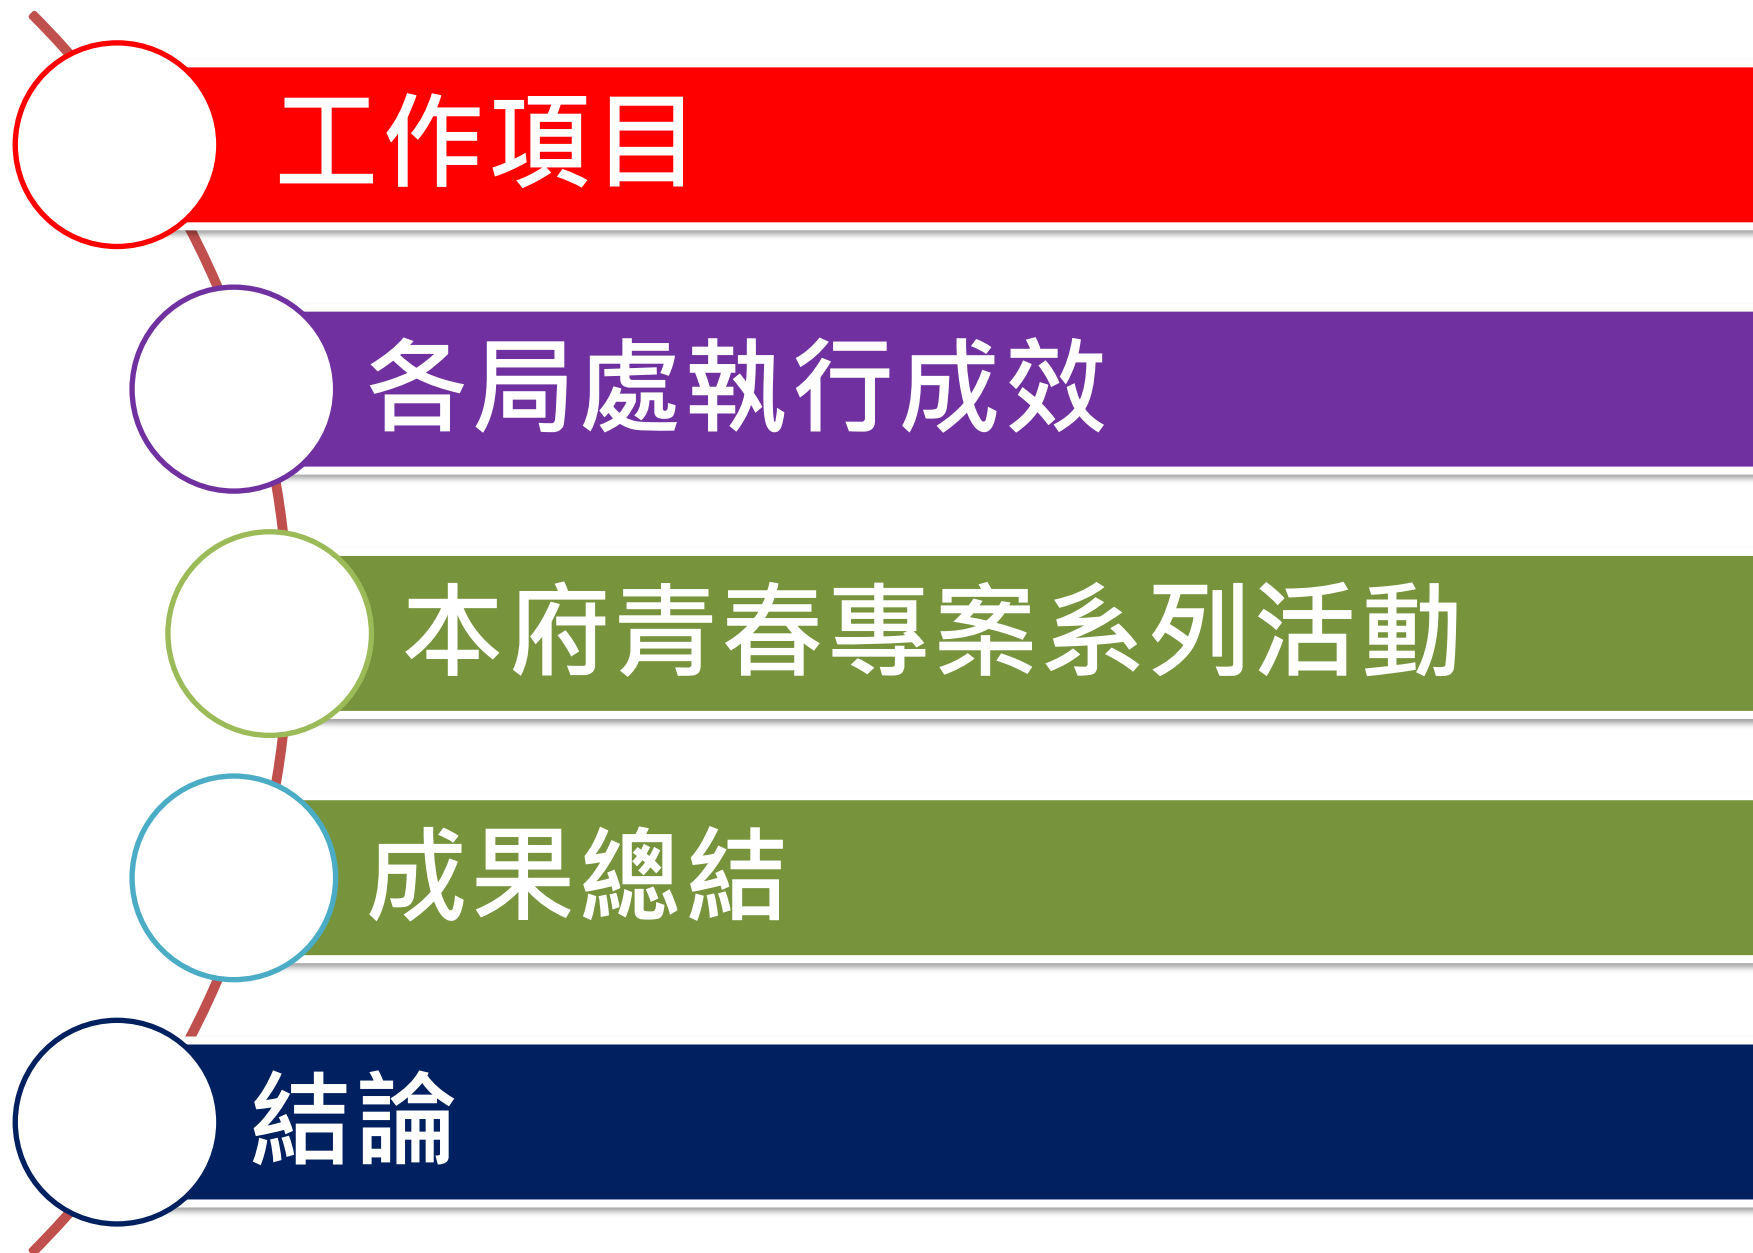 工作項目
各局處執行成效
本府青春專案系列活動
成果總結
結論